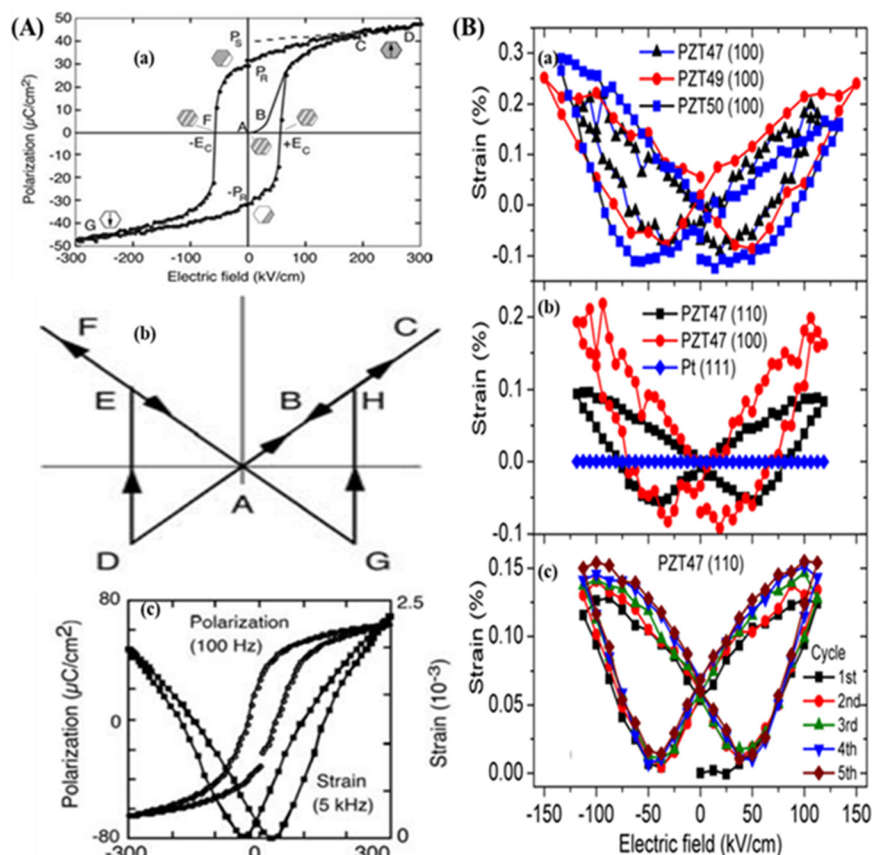 (A)
(a)
50
40
30
20
10
0
-10
-20
-30
-40
-50
Polarization (µC/cm²)
P_S
P_R
C
D
F
A
B
-E_C
+E_C
-P_R
G
-300
-200
-100
0
100
200
300
Electric field (kV/cm)
(b)
F
C
E
B
H
A
D
G
(c)
80
0
-80
Polarization (µC/cm²)
Polarization
(100 Hz)
Strain
(5 kHz)
2.5
0
Strain (10⁻³)
-300
0
300
(B)
(a)
PZT47 (100)
PZT49 (100)
PZT50 (100)
0.3
0.2
0.1
0.0
-0.1
Strain (%)
(b)
PZT47 (110)
PZT47 (100)
Pt (111)
0.2
0.1
0.0
-0.1
Strain (%)
(c)
PZT47 (110)
0.15
0.10
0.05
0.00
Strain (%)
Cycle
1st
2nd
3rd
4th
5th
-150
-100
-50
0
50
100
150
Electric field (kV/cm)